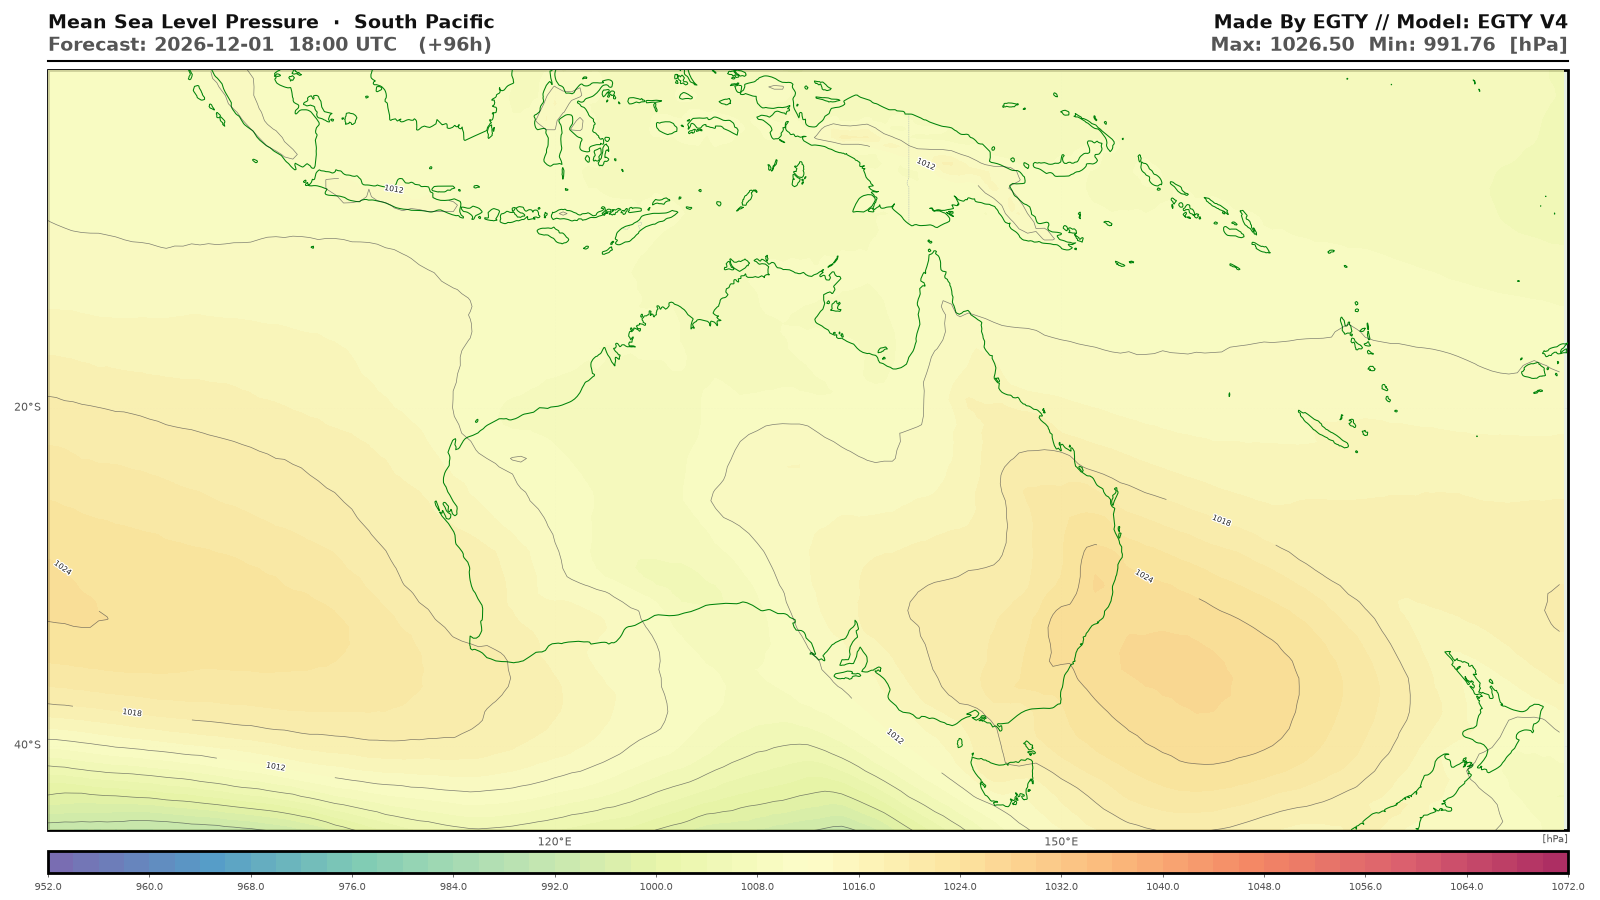 Mean Sea Level Pressure · South Pacific
Made By EGTY // Model: EGTY V4
Forecast: 2026-12-01 18:00 UTC (+96h)
Max: 1026.50 Min: 991.76 [hPa]
1012
1012
20°S
1018
1024
1024
1018
1012
40°S
1012
120°E
150°E
[hPa]
952.0
960.0
968.0
976.0
984.0
992.0
1000.0
1008.0
1016.0
1024.0
1032.0
1040.0
1048.0
1056.0
1064.0
1072.0